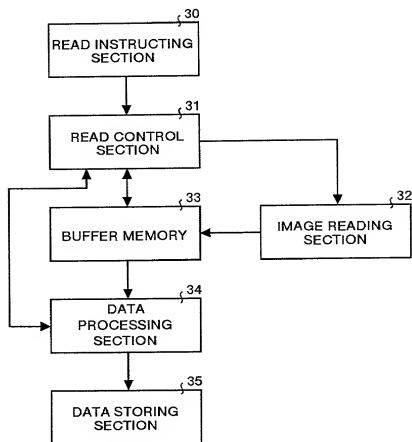 30
READ INSTRUCTING
SECTION
31
READ CONTROL
SECTION
33
BUFFER MEMORY
32
IMAGE READING
SECTION
34
DATA
PROCESSING
SECTION
35
DATA STORING
SECTION